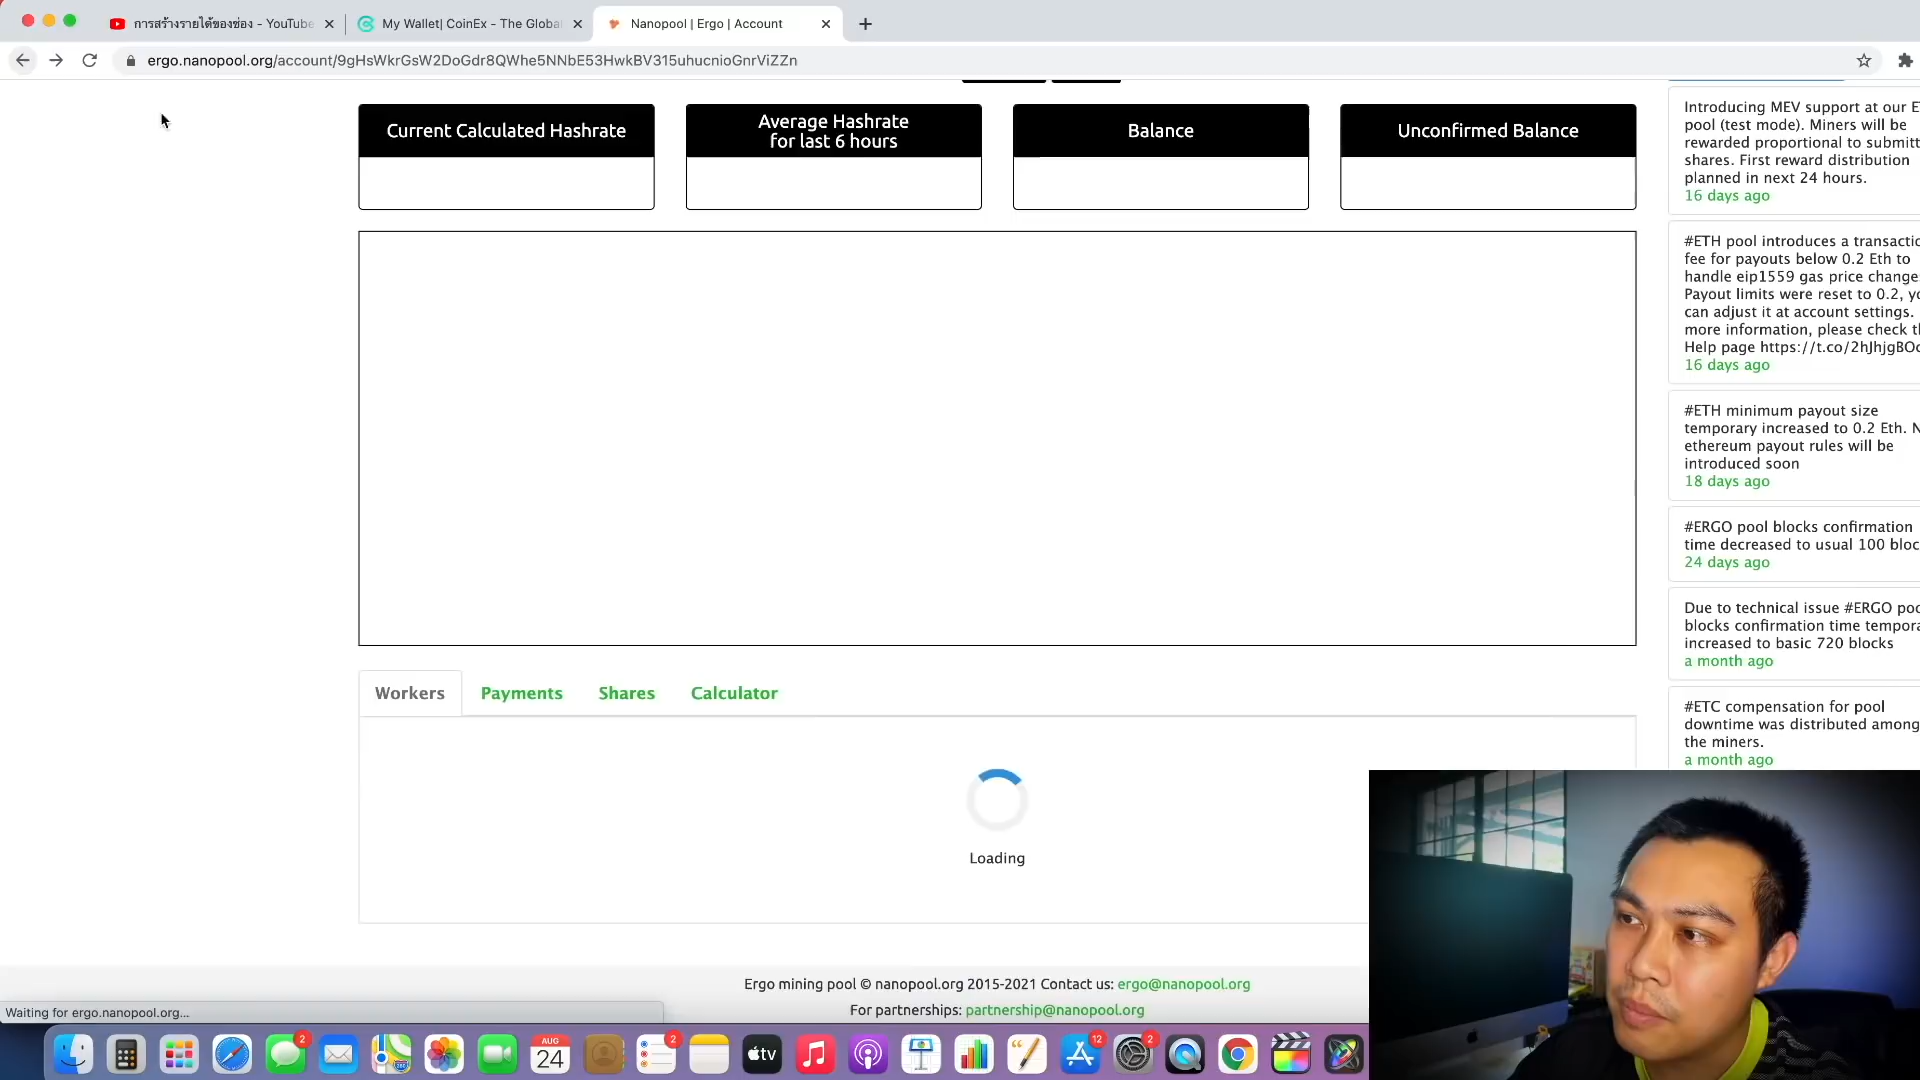 การสร้างรายได้ของช่อง - YouTube
My Wallet| CoinEx - The Global
Nanopool | Ergo | Account
ergo.nanopool.org/account/9gHsWkrGsW2DoGdr8QWhe5NNbE53HwkBV315uhucnioGnrViZZn
Current Calculated Hashrate
Average Hashrate
for last 6 hours
Balance
Unconfirmed Balance
Workers
Payments
Shares
Calculator
Loading
Introducing MEV support at our
pool (test mode). Miners will be
rewarded proportional to submitt
shares. First reward distribution
planned in next 24 hours.
16 days ago
#ETH pool introduces a transactic
fee for payouts below 0.2 Eth to
handle eip1559 gas price change
Payout limits were reset to 0.2, y
can adjust it at account settings.
more information, please check t
Help page https://t.co/2hJhjgBO
16 days ago
#ETH minimum payout size
temporary increased to 0.2 Eth. N
ethereum payout rules will be
introduced soon
18 days ago
#ERGO pool blocks confirmation
time decreased to usual 100 bloc
24 days ago
Due to technical issue #ERGO poo
blocks confirmation time tempora
increased to basic 720 blocks
a month ago
#ETC compensation for pool
downtime was distributed among
the miners.
a month ago
Ergo mining pool © nanopool.org 2015-2021 Contact us: ergo@nanopool.org
For partnerships: partnership@nanopool.org
Waiting for ergo.nanopool.org...
2
AUG
24
2
tv
12
2